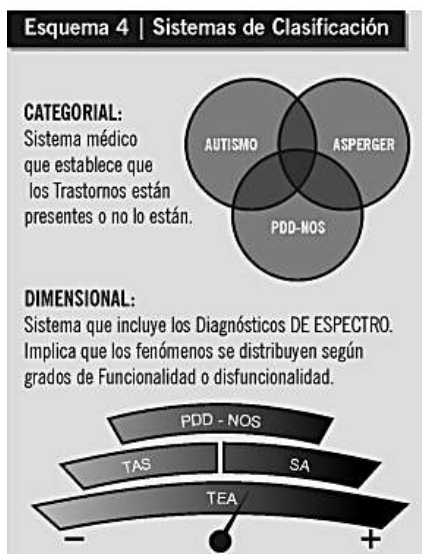 Esquema 4 | Sistemas de Clasificación
CATEGORIAL:
Sistema médico
que establece que
los Trastornos están
presentes o no lo están.
AUTISMO
ASPERGER
PDD-NOS
DIMENSIONAL:
Sistema que incluye los Diagnósticos DE ESPECTRO.
Implica que los fenómenos se distribuyen según
grados de Funcionalidad o disfuncionalidad.
PDD - NOS
TAS
SA
TEA
− +